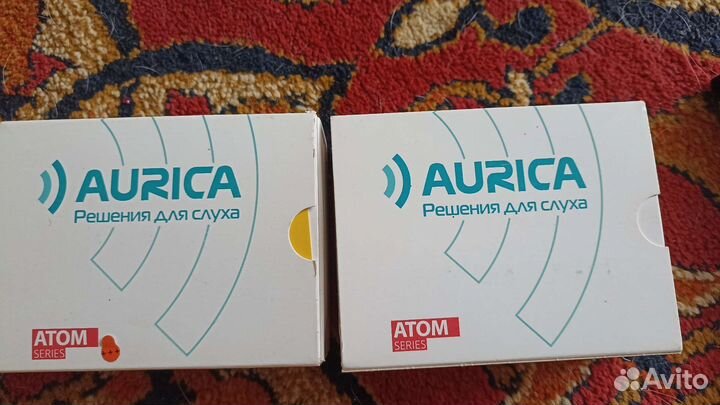 AURICA
Решения для слуха
ATOM
SERIES
AURICA
Решения для слуха
ATOM
SERIES
Avito